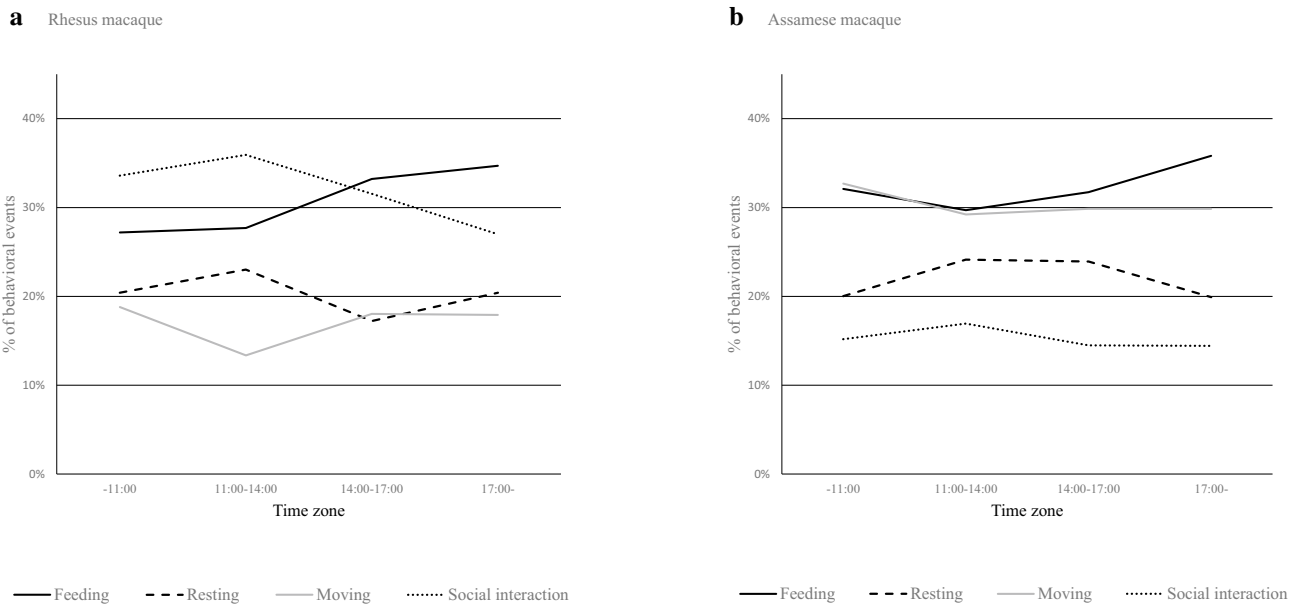 a Rhesus macaque
% of behavioral events
40%
30%
20%
10%
0%
-11:00 11:00-14:00 14:00-17:00 17:00-
Time zone
Feeding Resting Moving Social interaction
b Assamese macaque
% of behavioral events
40%
30%
20%
10%
0%
-11:00 11:00-14:00 14:00-17:00 17:00-
Time zone
Feeding Resting Moving Social interaction